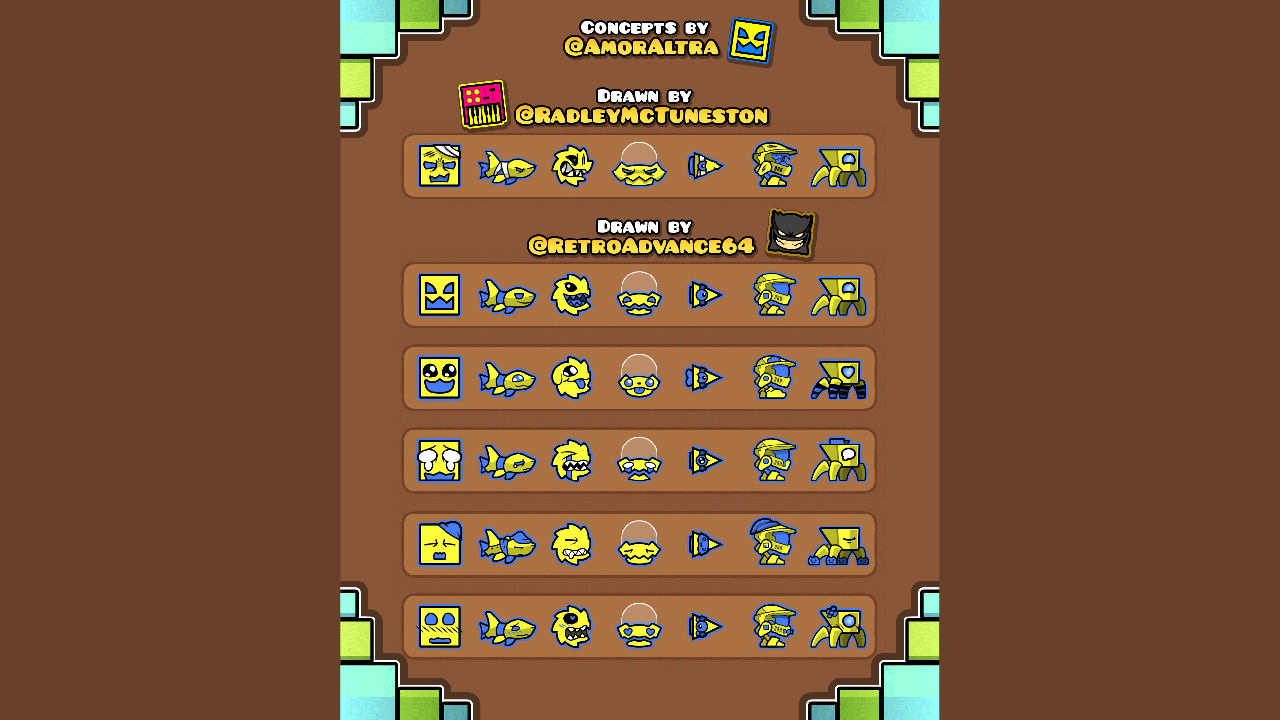 Concepts by
@AmorAltra
Drawn by
@RadleyMcTuneston
Drawn by
@RetroAdvance64